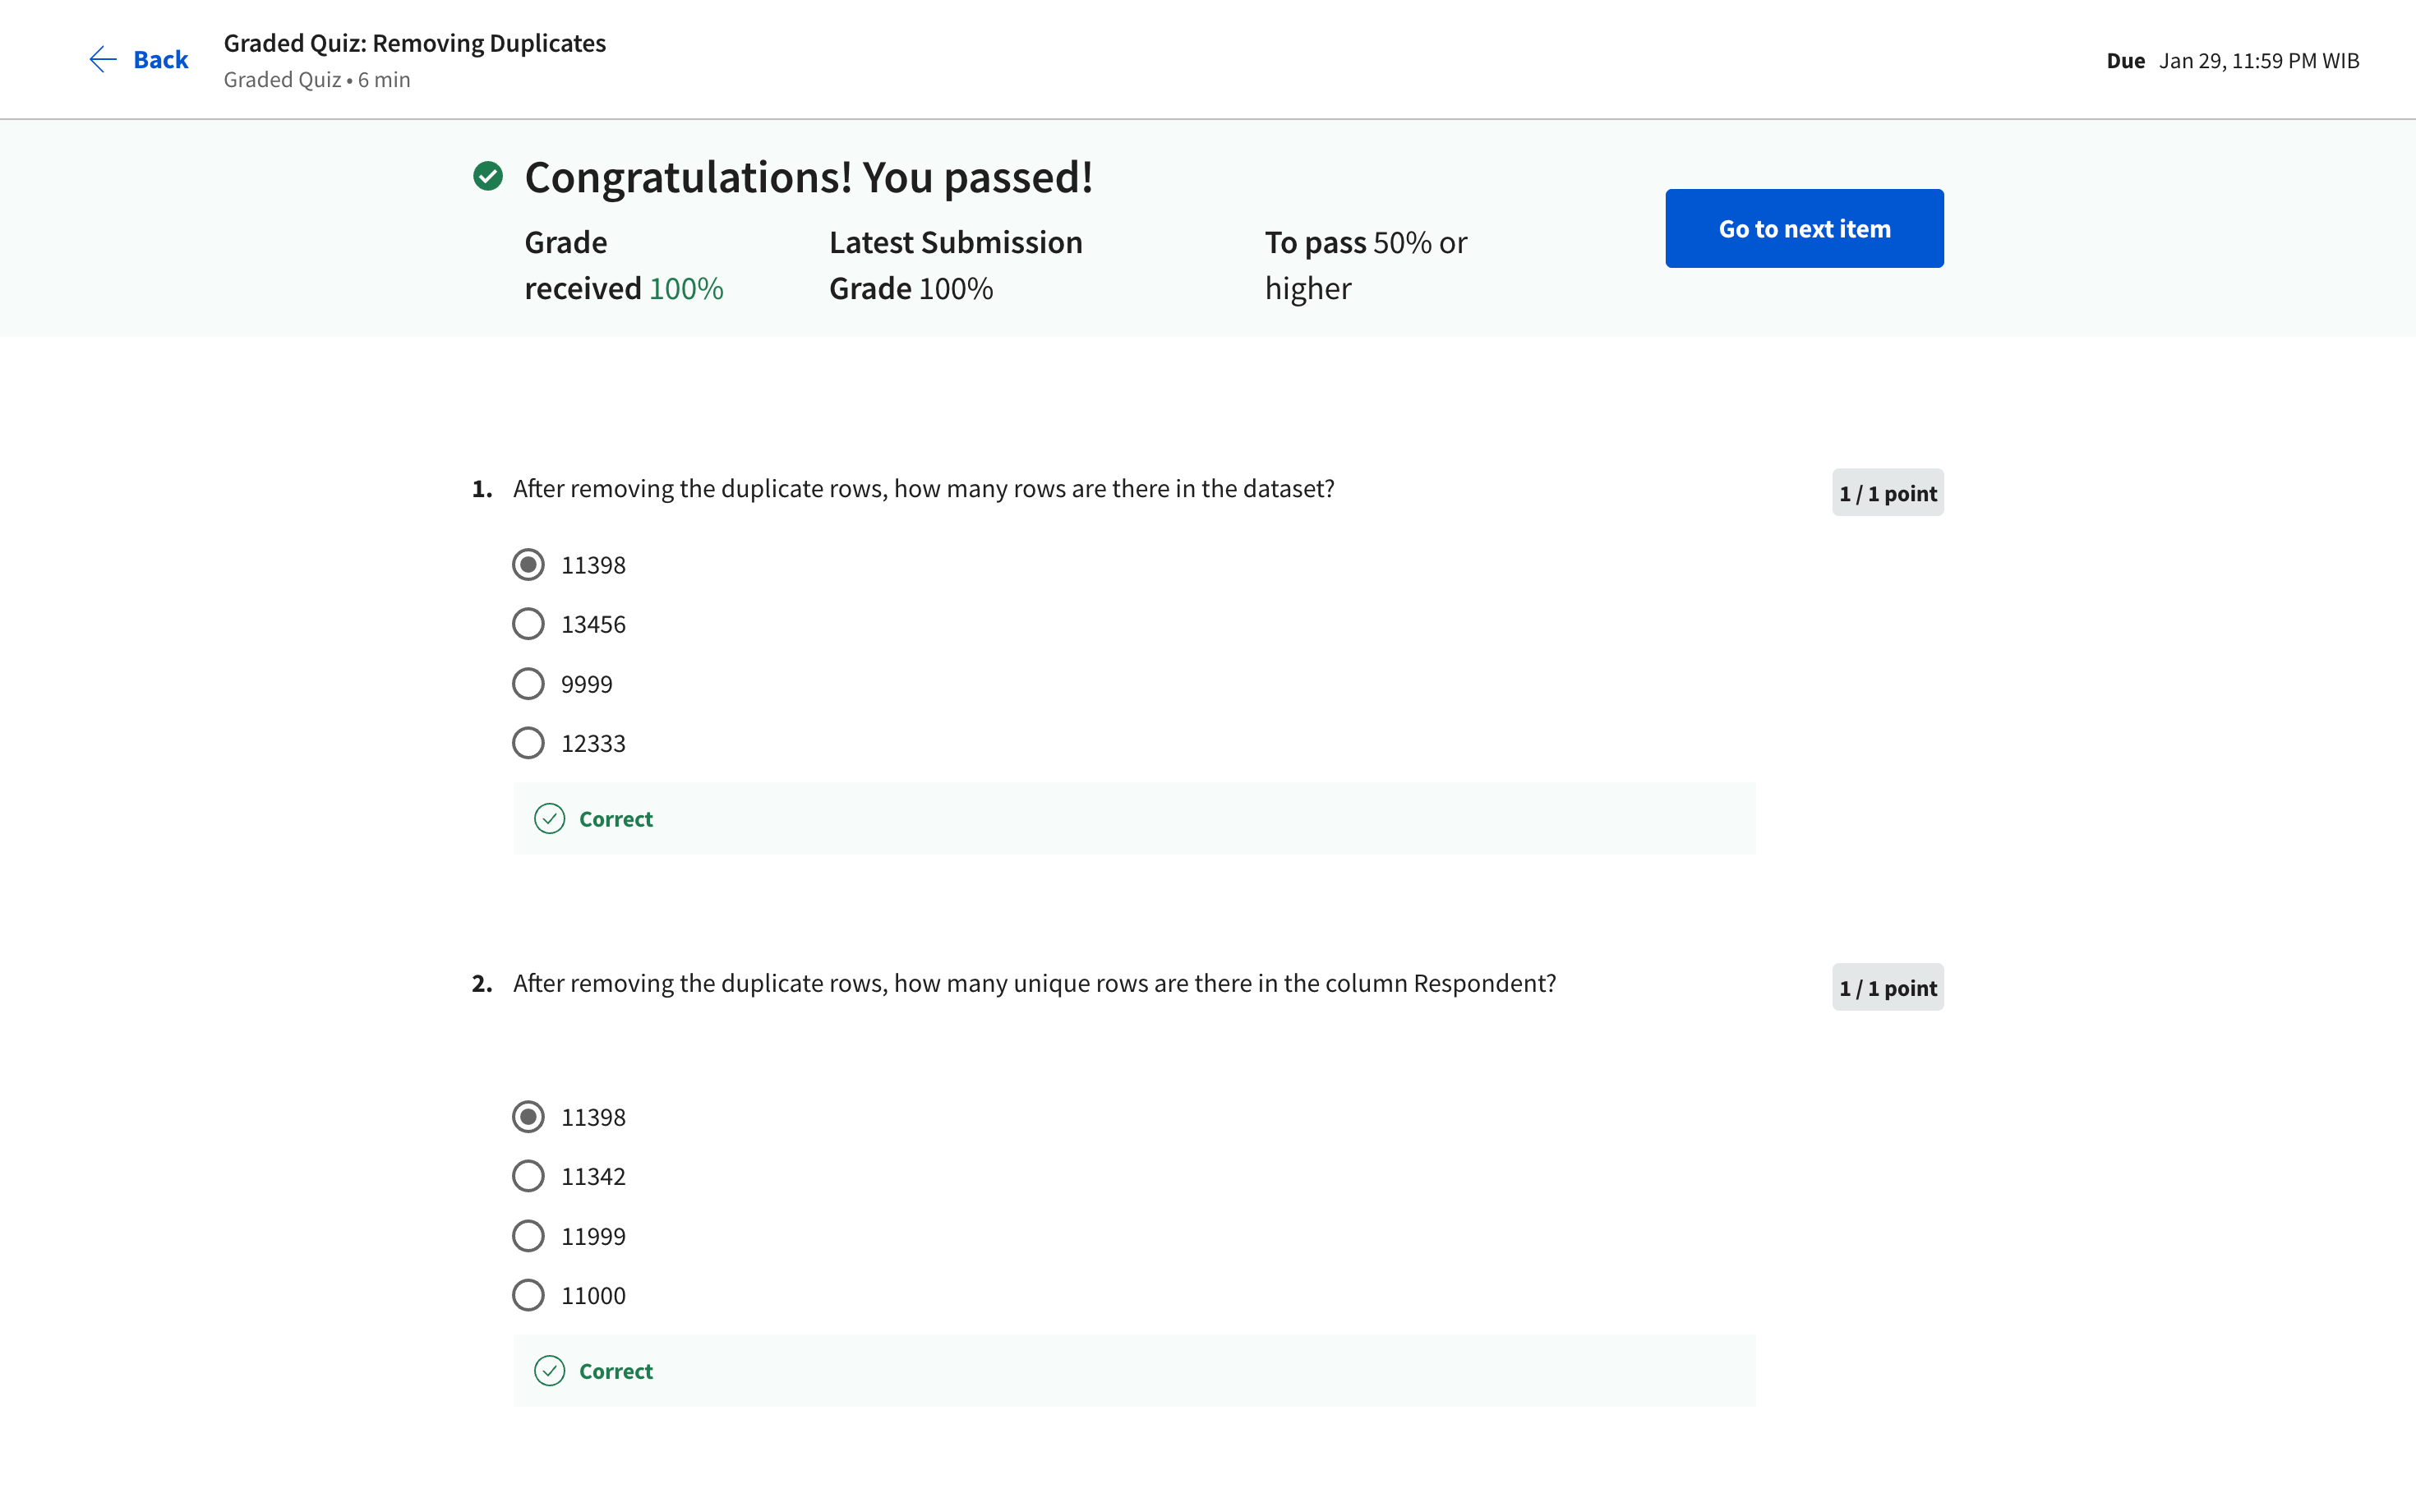 Back
Graded Quiz: Removing Duplicates
Graded Quiz • 6 min
Due Jan 29, 11:59 PM WIB
Congratulations! You passed!
Grade received 100%
Latest Submission Grade 100%
To pass 50% or higher
Go to next item
1. After removing the duplicate rows, how many rows are there in the dataset?
1 / 1 point
11398
13456
9999
12333
Correct
2. After removing the duplicate rows, how many unique rows are there in the column Respondent?
1 / 1 point
11398
11342
11999
11000
Correct